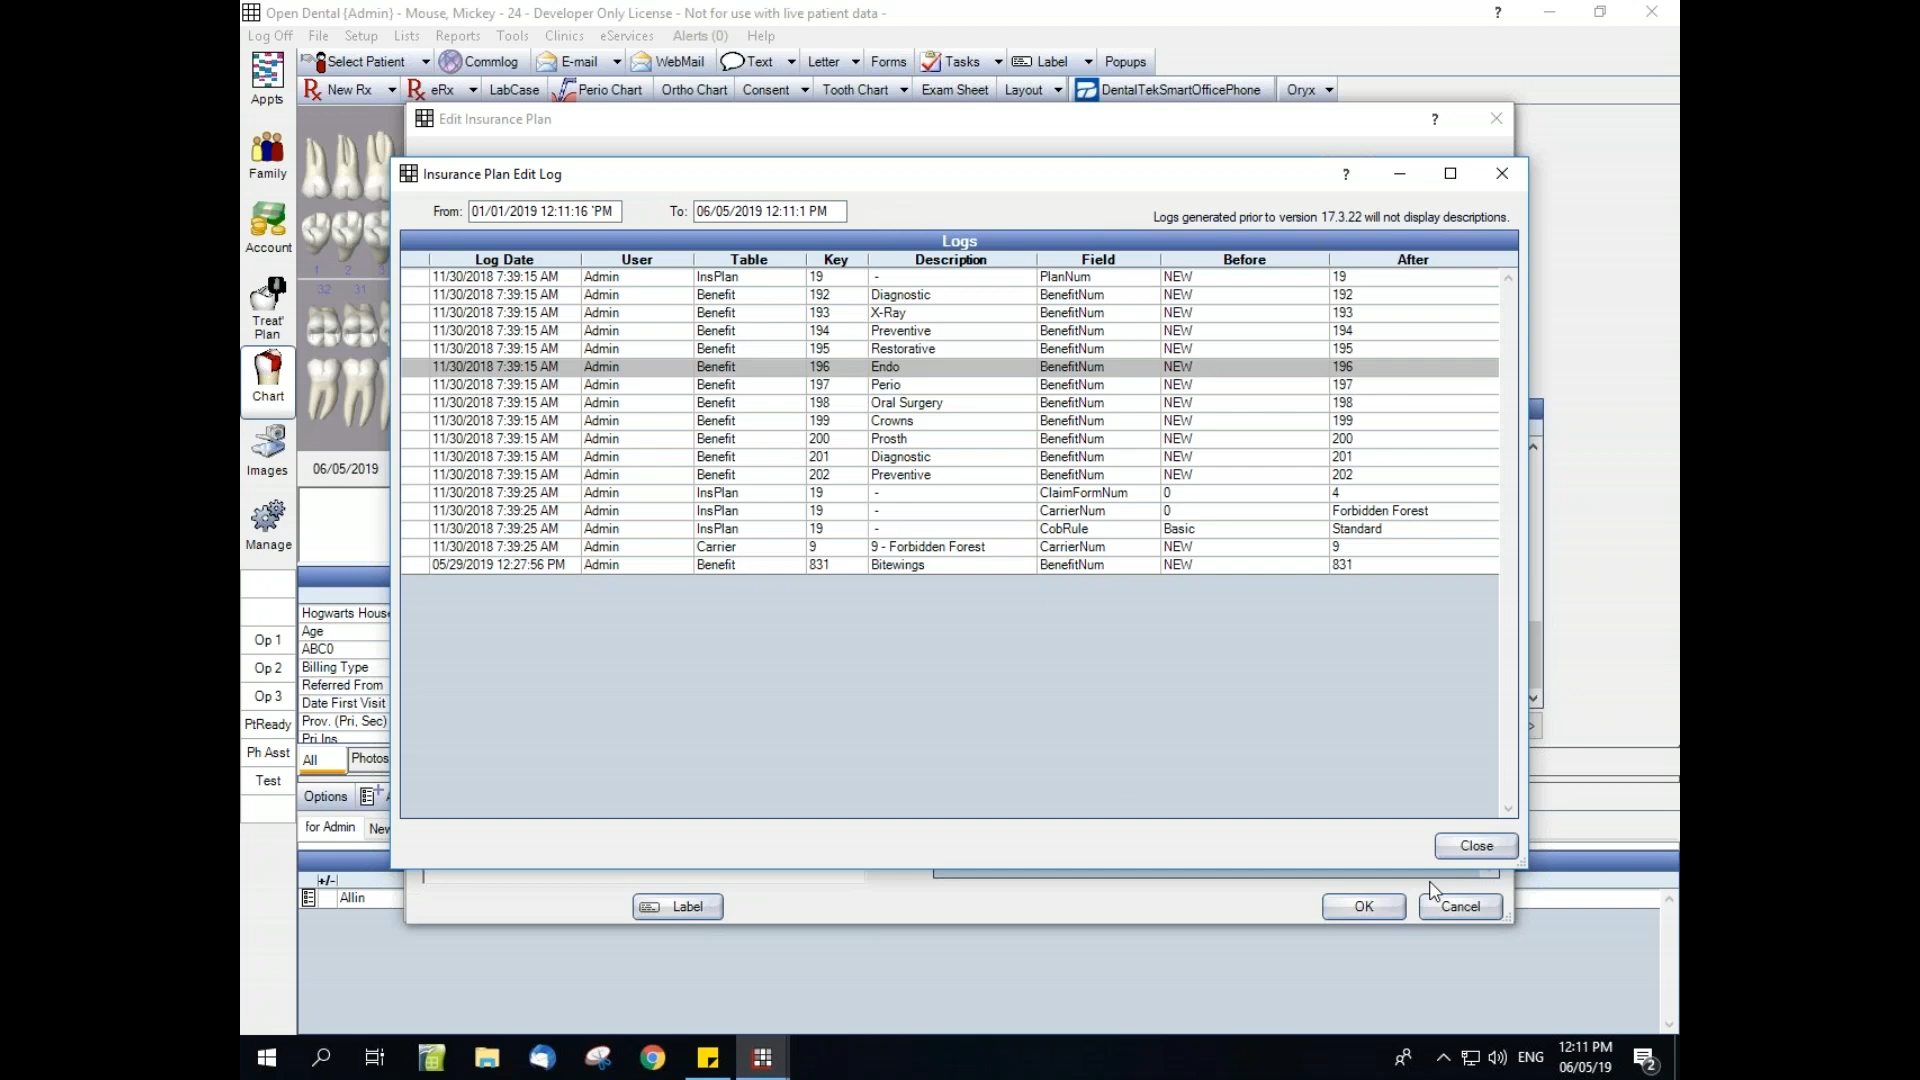 Open Dental {Admin} - Mouse, Mickey - 24 - Developer Only License - Not for use with live patient data - ?
Log Off File Setup Lists Reports Tools Clinics eServices Alerts (0) Help
Select Patient Commlog E-mail WebMail Text Letter Forms Tasks Label Popups
New Rx eRx LabCase Perio Chart Ortho Chart Consent Tooth Chart Exam Sheet Layout DentalTekSmartOfficePhone Oryx
Appts
Family
Account
Treat'
Plan
Chart
Images
Manage
Op 1
Op 2
Op 3
PtReady
Ph Asst
Test
1 2
32 31
06/05/2019
Hogwarts House
Age
ABC0
Billing Type
Referred From
Date First Visit
Prov. (Pri, Sec)
Pri Ins
All Photos
Options
for Admin New
+/-
Allin
Edit Insurance Plan ?
Insurance Plan Edit Log ?
From: 01/01/2019 12:11:16 'PM To: 06/05/2019 12:11:1 PM
Logs generated prior to version 17.3.22 will not display descriptions.
Logs
Log Date User Table Key Description Field Before After
11/30/2018 7:39:15 AM Admin InsPlan 19 - PlanNum NEW 19
11/30/2018 7:39:15 AM Admin Benefit 192 Diagnostic BenefitNum NEW 192
11/30/2018 7:39:15 AM Admin Benefit 193 X-Ray BenefitNum NEW 193
11/30/2018 7:39:15 AM Admin Benefit 194 Preventive BenefitNum NEW 194
11/30/2018 7:39:15 AM Admin Benefit 195 Restorative BenefitNum NEW 195
11/30/2018 7:39:15 AM Admin Benefit 196 Endo BenefitNum NEW 196
11/30/2018 7:39:15 AM Admin Benefit 197 Perio BenefitNum NEW 197
11/30/2018 7:39:15 AM Admin Benefit 198 Oral Surgery BenefitNum NEW 198
11/30/2018 7:39:15 AM Admin Benefit 199 Crowns BenefitNum NEW 199
11/30/2018 7:39:15 AM Admin Benefit 200 Prosth BenefitNum NEW 200
11/30/2018 7:39:15 AM Admin Benefit 201 Diagnostic BenefitNum NEW 201
11/30/2018 7:39:15 AM Admin Benefit 202 Preventive BenefitNum NEW 202
11/30/2018 7:39:25 AM Admin InsPlan 19 - ClaimFormNum 0 4
11/30/2018 7:39:25 AM Admin InsPlan 19 - CarrierNum 0 Forbidden Forest
11/30/2018 7:39:25 AM Admin InsPlan 19 - CobRule Basic Standard
11/30/2018 7:39:25 AM Admin Carrier 9 9 - Forbidden Forest CarrierNum NEW 9
05/29/2019 12:27:56 PM Admin Benefit 831 Bitewings BenefitNum NEW 831
Close
Label OK Cancel
ENG 12:11 PM
06/05/19
2